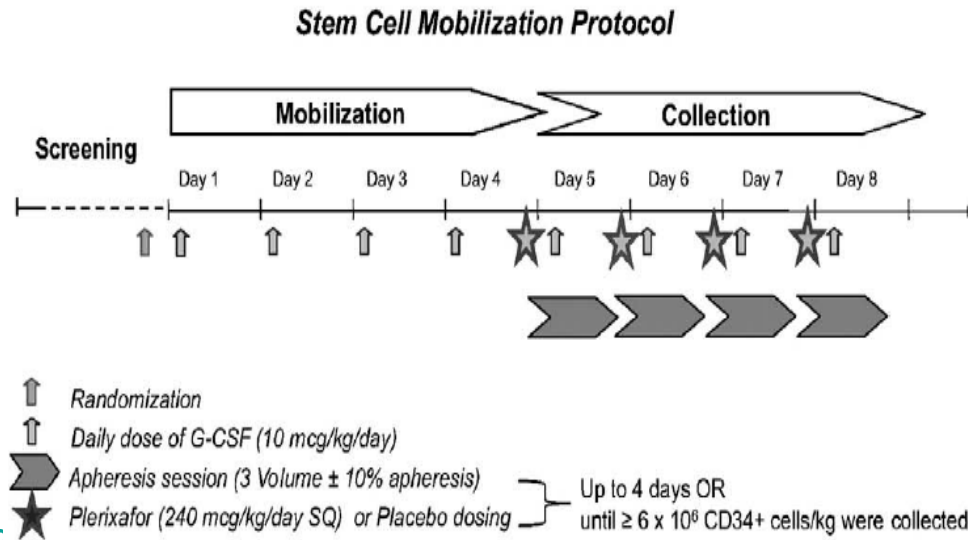 Stem Cell Mobilization Protocol
Mobilization
Collection
Screening
Day 1
Day 2
Day 3
Day 4
Day 5
Day 6
Day 7
Day 8
Randomization
Daily dose of G-CSF (10 mcg/kg/day)
Apheresis session (3 Volume ± 10% apheresis)
Plerixafor (240 mcg/kg/day SQ) or Placebo dosing
Up to 4 days OR
until ≥ 6 x 10⁶ CD34+ cells/kg were collected